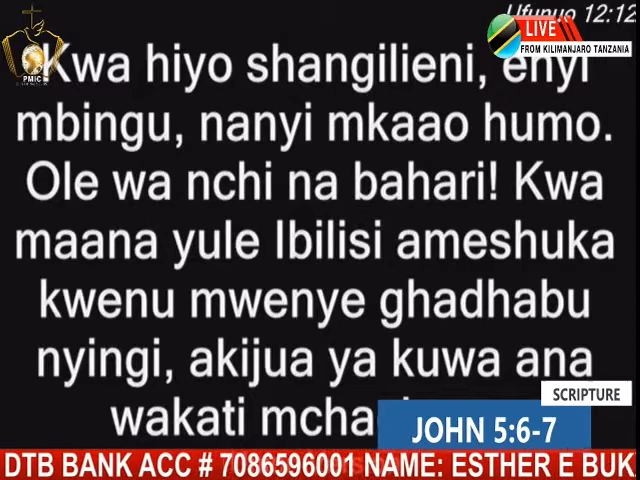 Ufunuo 12:12
LIVE
FROM KILIMANJARO TANZANIA
PMIC
Kwa hiyo shangilieni, enyi
mbingu, nanyi mkaao humo.
Ole wa nchi na bahari! Kwa
maana yule Ibilisi ameshuka
kwenu mwenye ghadhabu
nyingi, akijua ya kuwa ana
wakati
SCRIPTURE
JOHN 5:6-7
DTB BANK ACC # 7086596001 NAME: ESTHER E BUK